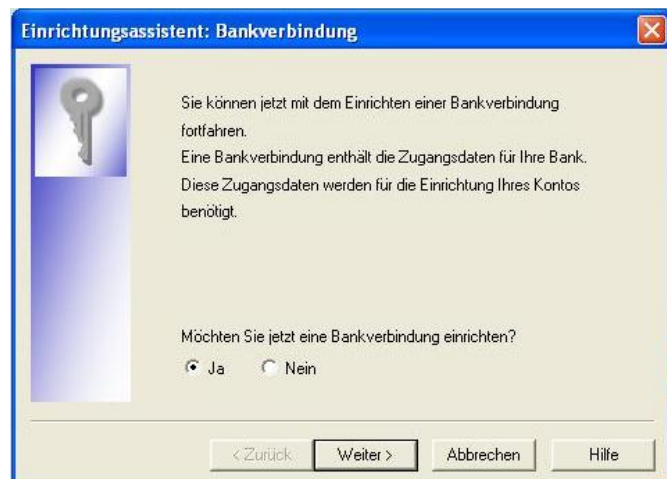 Einrichtungsassistent: Bankverbindung
Sie können jetzt mit dem Einrichten einer Bankverbindung
fortfahren.
Eine Bankverbindung enthält die Zugangsdaten für Ihre Bank.
Diese Zugangsdaten werden für die Einrichtung Ihres Kontos
benötigt.
Möchten Sie jetzt eine Bankverbindung einrichten?
Ja Nein
< Zurück Weiter > Abbrechen Hilfe